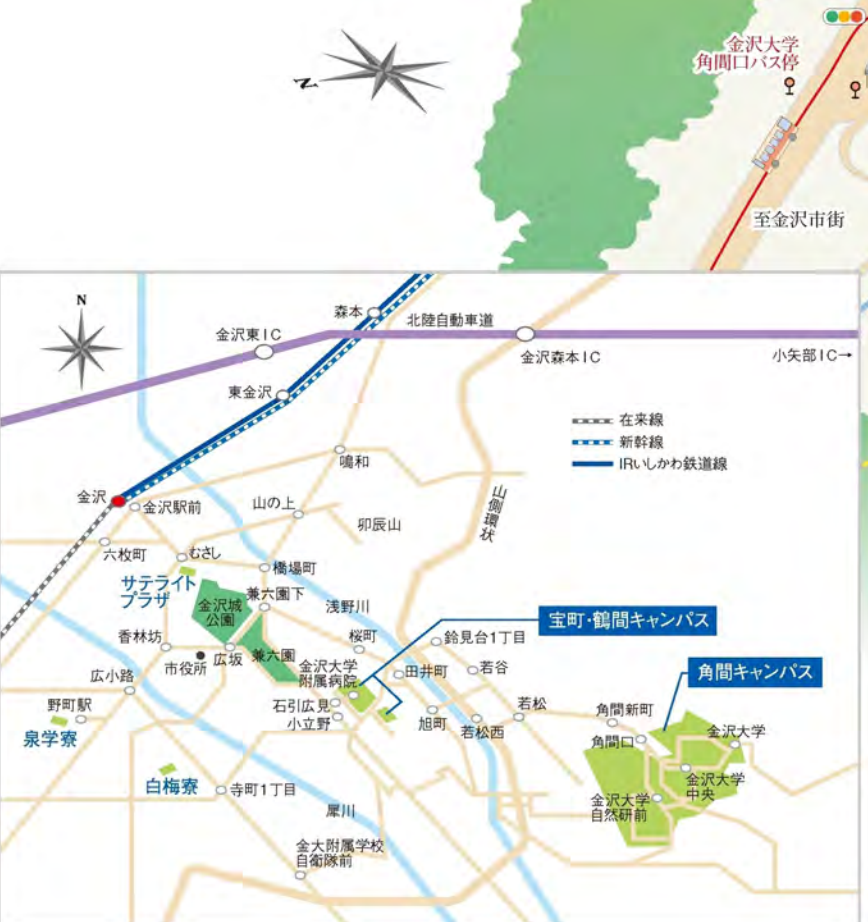 金沢大学
角間口バス停
N
至金沢市街
N
森本
北陸自動車道
金沢東IC
金沢森本IC
小矢部IC→
東金沢
在来線
新幹線
IRいしかわ鉄道線
鳴和
金沢
金沢駅前
山の上
卯辰山
山側環状
六枚町
むさし
橋場町
サテライト
プラザ
金沢城
公園
兼六園下
浅野川
宝町・鶴間キャンパス
香林坊
桜町
鈴見台1丁目
市役所
広坂
兼六園
金沢大学
附属病院
田井町
若谷
角間キャンパス
広小路
野町駅
石引広見
小立野
旭町
若松西
若松
角間新町
金沢大学
角間口
泉学寮
白梅寮
寺町1丁目
金沢大学
中央
金沢大学
自然研前
犀川
金大附属学校
自衛隊前